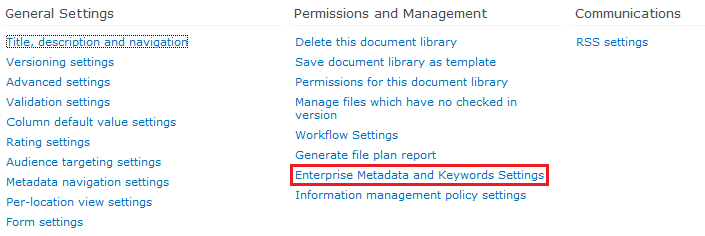 General Settings
Title, description and navigation
Versioning settings
Advanced settings
Validation settings
Column default value settings
Rating settings
Audience targeting settings
Metadata navigation settings
Per-location view settings
Form settings
Permissions and Management
Delete this document library
Save document library as template
Permissions for this document library
Manage files which have no checked in
version
Workflow Settings
Generate file plan report
Enterprise Metadata and Keywords Settings
Information management policy settings
Communications
RSS settings